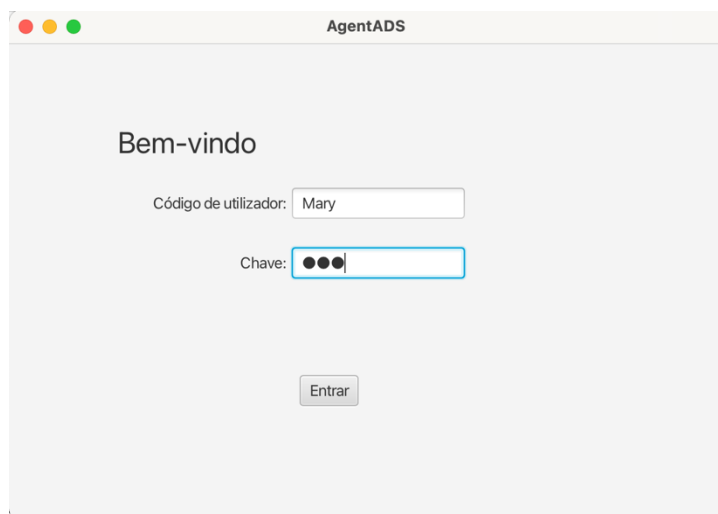 AgentADS
Bem-vindo
Código de utilizador: Mary
Chave: ●●●
Entrar